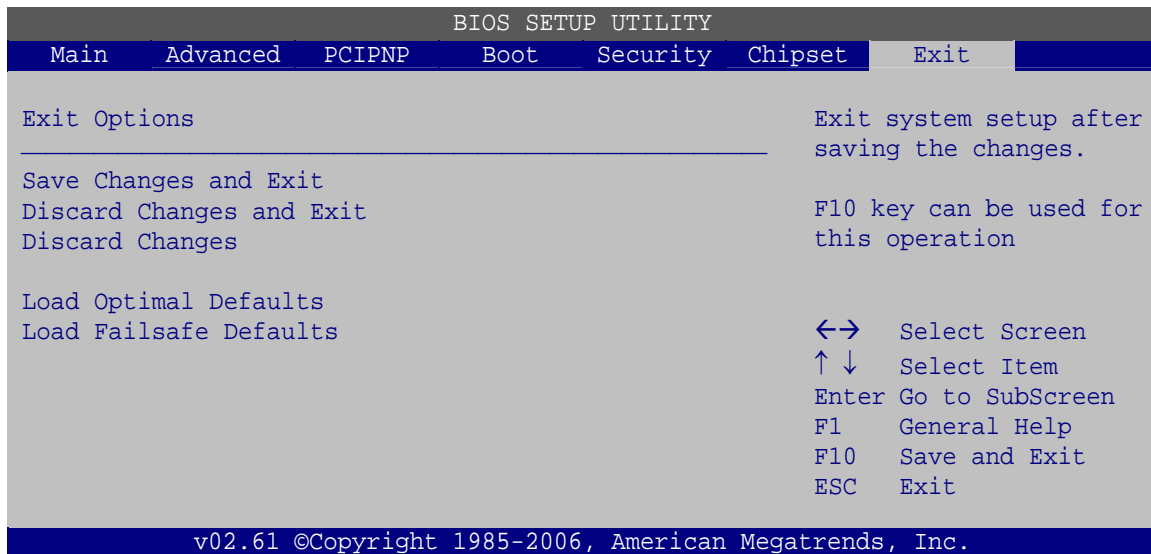 BIOS SETUP UTILITY
Main Advanced PCIPNP Boot Security Chipset Exit
Exit Options
Save Changes and Exit
Discard Changes and Exit
Discard Changes
Load Optimal Defaults
Load Failsafe Defaults
Exit system setup after
saving the changes.
F10 key can be used for
this operation
←→ Select Screen
↑ ↓ Select Item
Enter Go to SubScreen
F1 General Help
F10 Save and Exit
ESC Exit
v02.61 ©Copyright 1985-2006, American Megatrends, Inc.